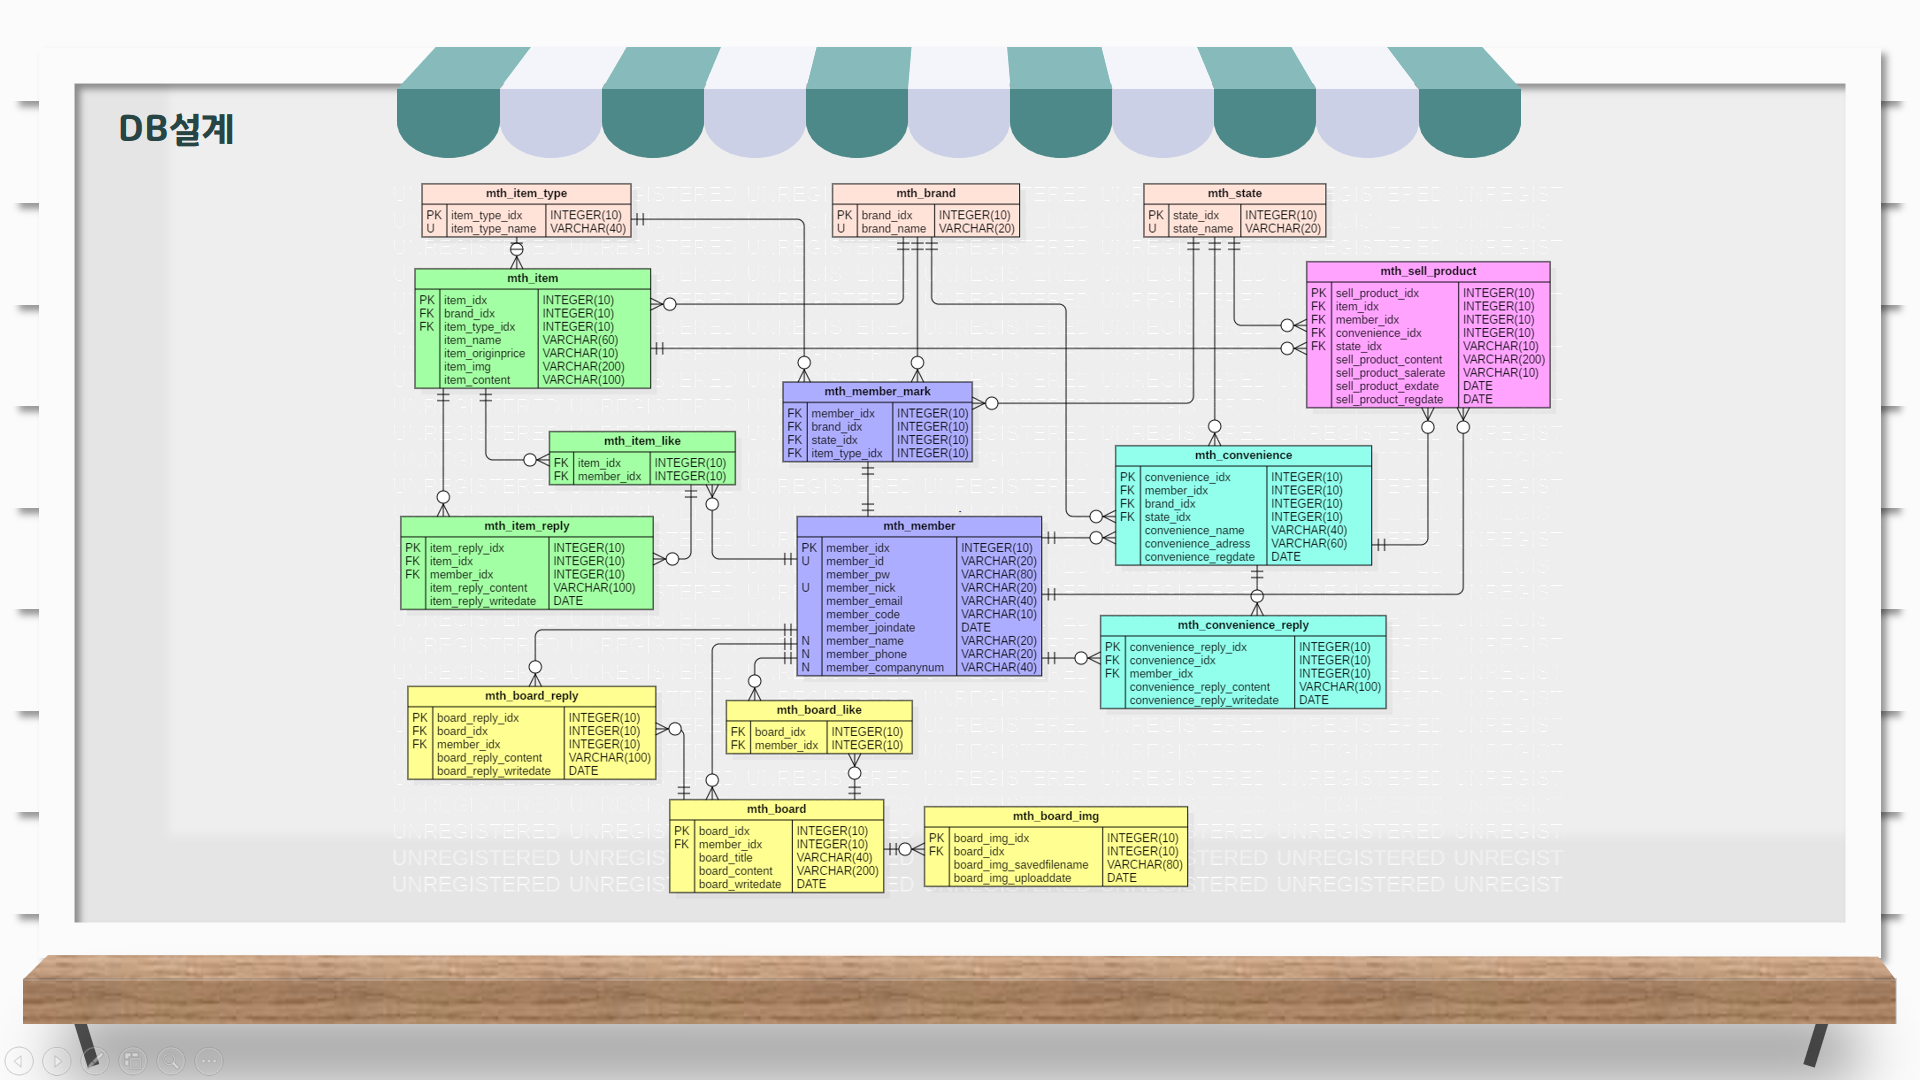 DB설계
mth_item_type
PK item_type_idx INTEGER(10)
U item_type_name VARCHAR(40)
mth_brand
PK brand_idx INTEGER(10)
U brand_name VARCHAR(20)
mth_state
PK state_idx INTEGER(10)
U state_name VARCHAR(20)
mth_item
PK item_idx INTEGER(10)
FK brand_idx INTEGER(10)
FK item_type_idx INTEGER(10)
item_name VARCHAR(60)
item_originprice VARCHAR(10)
item_img VARCHAR(200)
item_content VARCHAR(100)
mth_sell_product
PK sell_product_idx INTEGER(10)
FK item_idx INTEGER(10)
FK member_idx INTEGER(10)
FK convenience_idx INTEGER(10)
FK state_idx VARCHAR(10)
sell_product_content VARCHAR(200)
sell_product_salerate VARCHAR(10)
sell_product_exdate DATE
sell_product_regdate DATE
mth_member_mark
FK member_idx INTEGER(10)
FK brand_idx INTEGER(10)
FK state_idx INTEGER(10)
FK item_type_idx INTEGER(10)
mth_item_like
FK item_idx INTEGER(10)
FK member_idx INTEGER(10)
mth_convenience
PK convenience_idx INTEGER(10)
FK member_idx INTEGER(10)
FK brand_idx INTEGER(10)
FK state_idx INTEGER(10)
convenience_name VARCHAR(40)
convenience_adress VARCHAR(60)
convenience_regdate DATE
mth_item_reply
PK item_reply_idx INTEGER(10)
FK item_idx INTEGER(10)
FK member_idx INTEGER(10)
item_reply_content VARCHAR(100)
item_reply_writedate DATE
mth_member
PK member_idx INTEGER(10)
U member_id VARCHAR(20)
member_pw VARCHAR(80)
U member_nick VARCHAR(20)
member_email VARCHAR(40)
member_code VARCHAR(10)
member_joindate DATE
N member_name VARCHAR(20)
N member_phone VARCHAR(20)
N member_companynum VARCHAR(40)
mth_convenience_reply
PK convenience_reply_idx INTEGER(10)
FK convenience_idx INTEGER(10)
FK member_idx INTEGER(10)
convenience_reply_content VARCHAR(100)
convenience_reply_writedate DATE
mth_board_reply
PK board_reply_idx INTEGER(10)
FK board_idx INTEGER(10)
FK member_idx INTEGER(10)
board_reply_content VARCHAR(100)
board_reply_writedate DATE
mth_board_like
FK board_idx INTEGER(10)
FK member_idx INTEGER(10)
mth_board
PK board_idx INTEGER(10)
FK member_idx INTEGER(10)
board_title VARCHAR(40)
board_content VARCHAR(200)
board_writedate DATE
mth_board_img
PK board_img_idx INTEGER(10)
FK board_idx INTEGER(10)
board_img_savedfilename VARCHAR(80)
board_img_uploaddate DATE
UNREGISTERED UNREGIS STERED UNREGISTERED UNREGIST
UNREGISTERED UNREGIS ED STERED UNREGISTERED UNREGIST